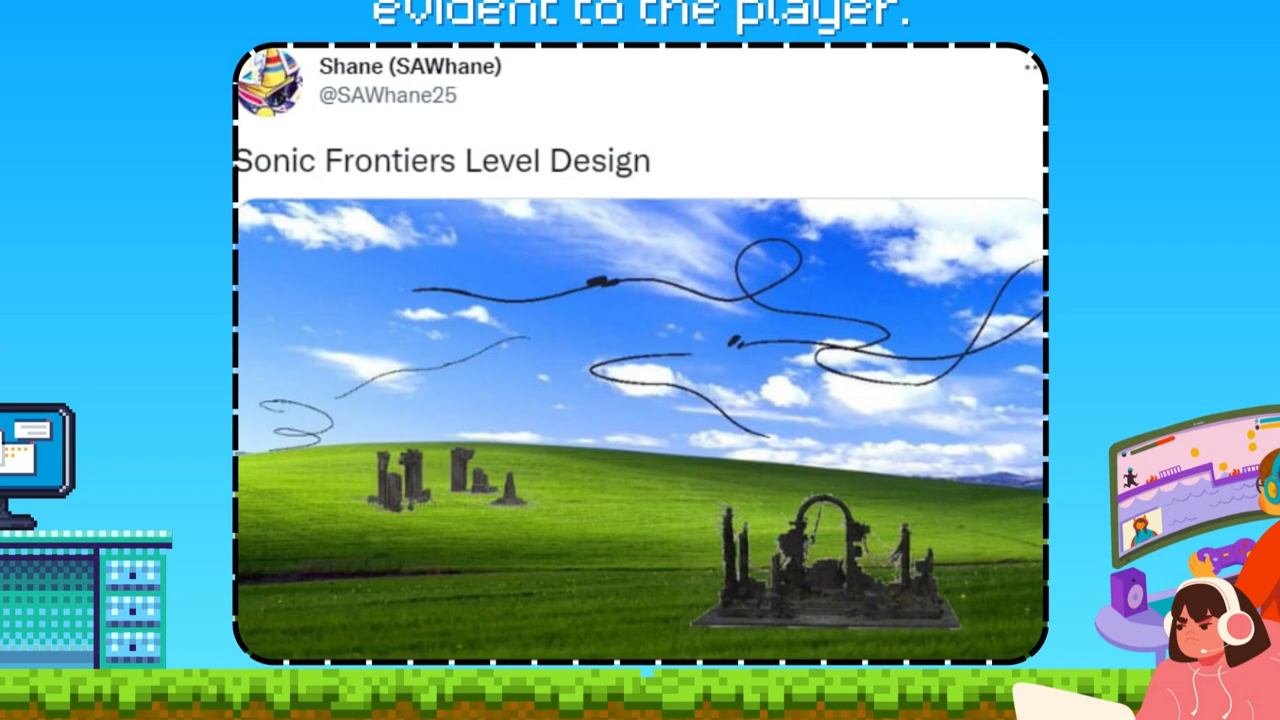 evident to the player.
Shane (SAWhane)
@SAWhane25
Sonic Frontiers Level Design